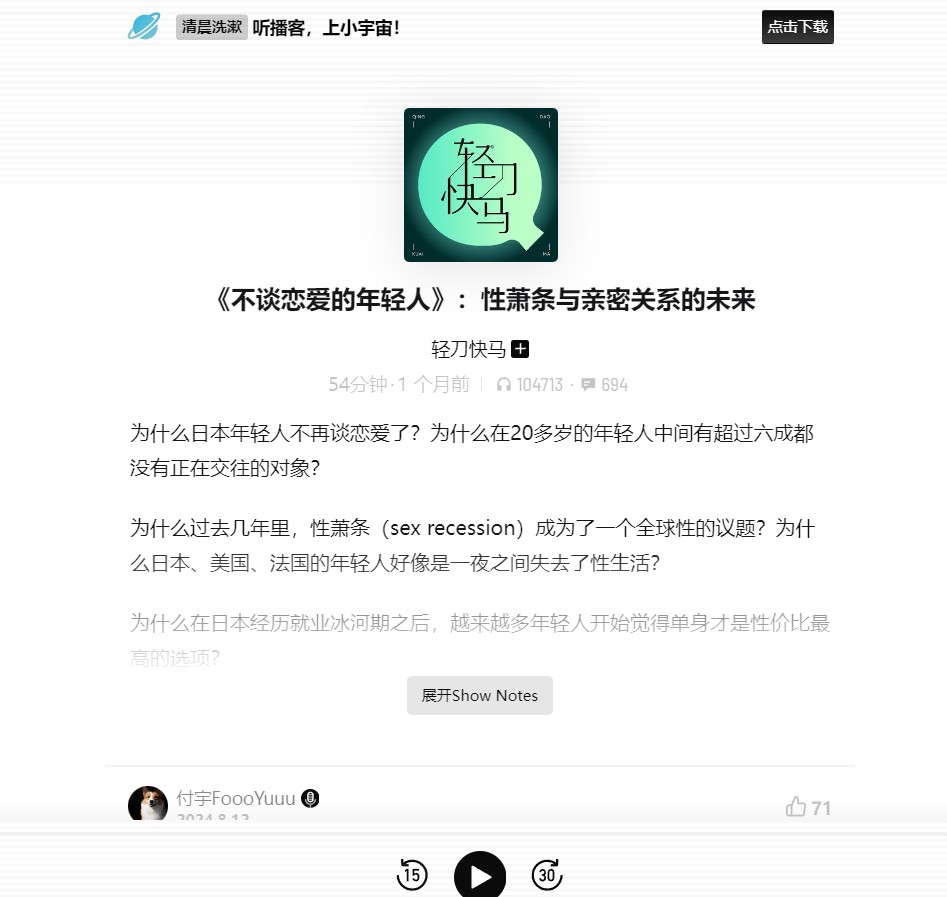 清晨洗漱 听播客，上小宇宙！
点击下载
QING DAO
轻刀
快马
KUAI MA
《不谈恋爱的年轻人》：性萧条与亲密关系的未来
轻刀快马
54分钟·1 个月前 104713 · 694
为什么日本年轻人不再谈恋爱了？为什么在20多岁的年轻人中间有超过六成都
没有正在交往的对象？
为什么过去几年里，性萧条（sex recession）成为了一个全球性的议题？为什
么日本、美国、法国的年轻人好像是一夜之间失去了性生活？
为什么在日本经历就业冰河期之后，越来越多年轻人开始觉得单身才是性价比最
高的选项？
展开Show Notes
付宇FoooYuuu
71
2024.8.12
15
30